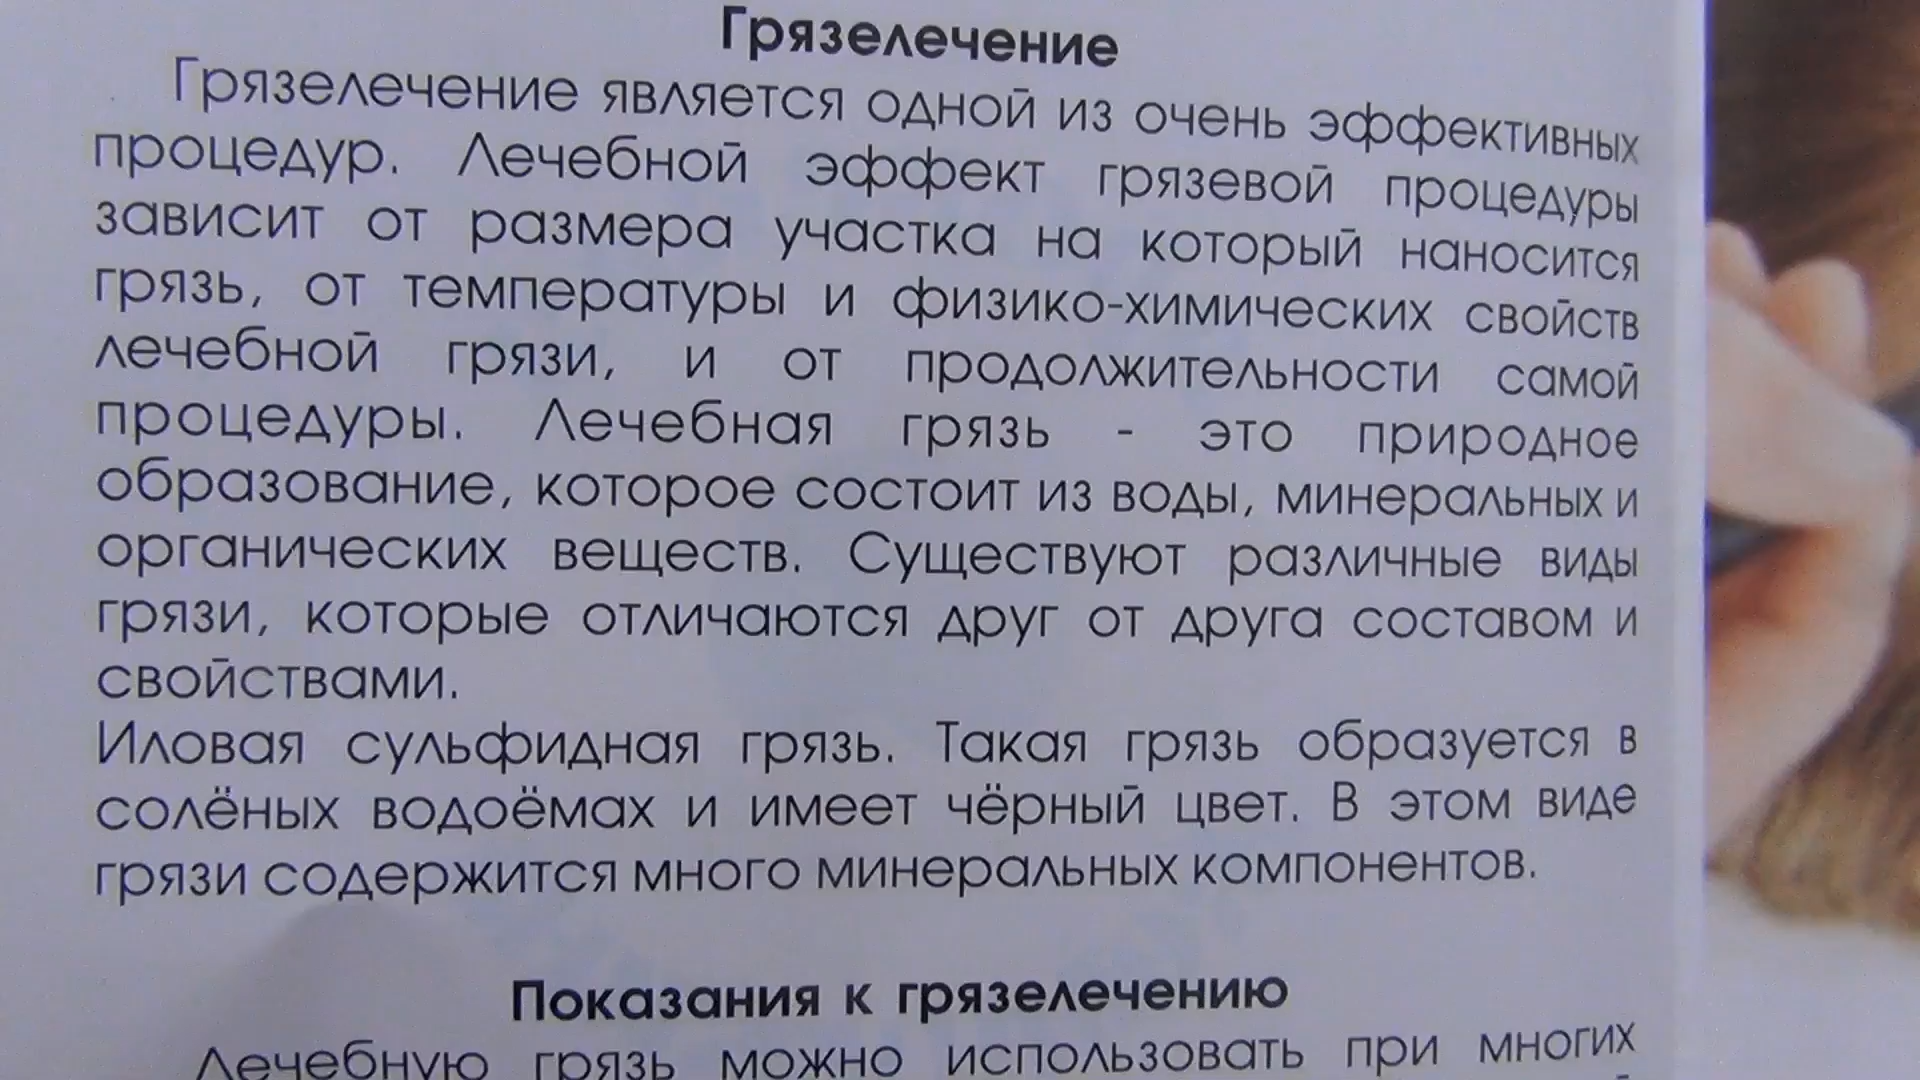 Грязелечение
Грязелечение является одной из очень эффективных
процедур. Лечебной эффект грязевой процедуры
зависит от размера участка на который наносится
грязь, от температуры и физико-химических свойств
лечебной грязи, и от продолжительности самой
процедуры. Лечебная грязь - это природное
образование, которое состоит из воды, минеральных и
органических веществ. Существуют различные виды
грязи, которые отличаются друг от друга составом и
свойствами.
Иловая сульфидная грязь. Такая грязь образуется в
солёных водоёмах и имеет чёрный цвет. В этом виде
грязи содержится много минеральных компонентов.
Показания к грязелечению
Лечебную грязь можно использовать при многих